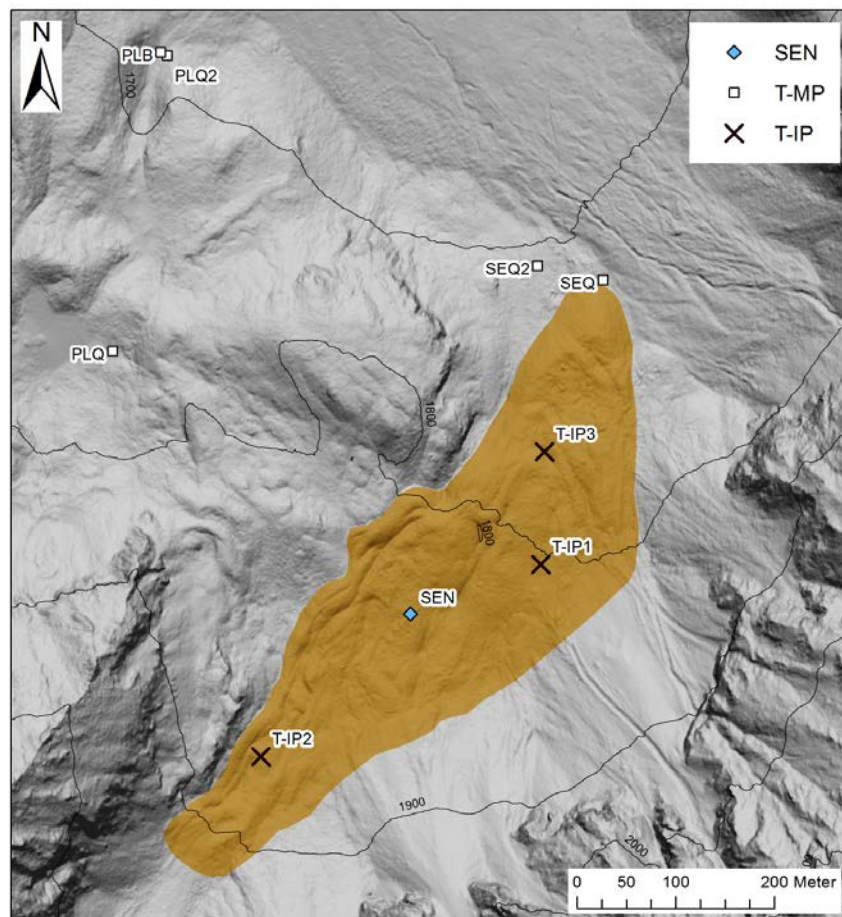 N
PLB
PLQ2
1700
SEN
T-MP
T-IP
SEQ2
SEQ
PLQ
1800
T-IP3
1800
T-IP1
SEN
T-IP2
1900
2000
0 50 100 200 Meter